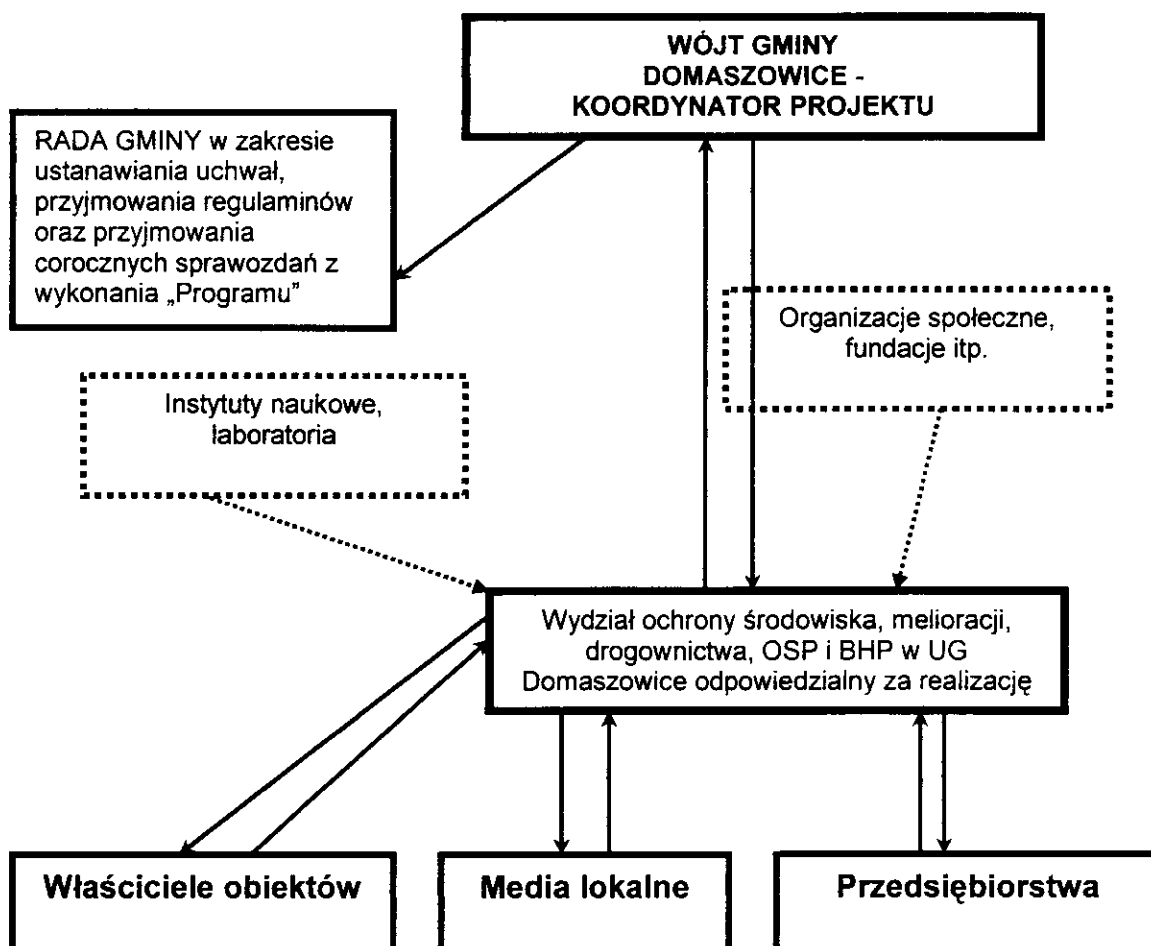 WÓJT GMINY
DOMASZOWICE -
KOORDYNATOR PROJEKTU
RADA GMINY w zakresie
ustanawiania uchwał,
przyjmowania regulaminów
oraz przyjmowania
corocznych sprawozdań z
wykonania „Programu”
Organizacje społeczne,
fundacje itp.
Instytuty naukowe,
laboratoria
Wydział ochrony środowiska, melioracji,
drogownictwa, OSP i BHP w UG
Domaszowice odpowiedzialny za realizację
Właściciele obiektów
Media lokalne
Przedsiębiorstwa